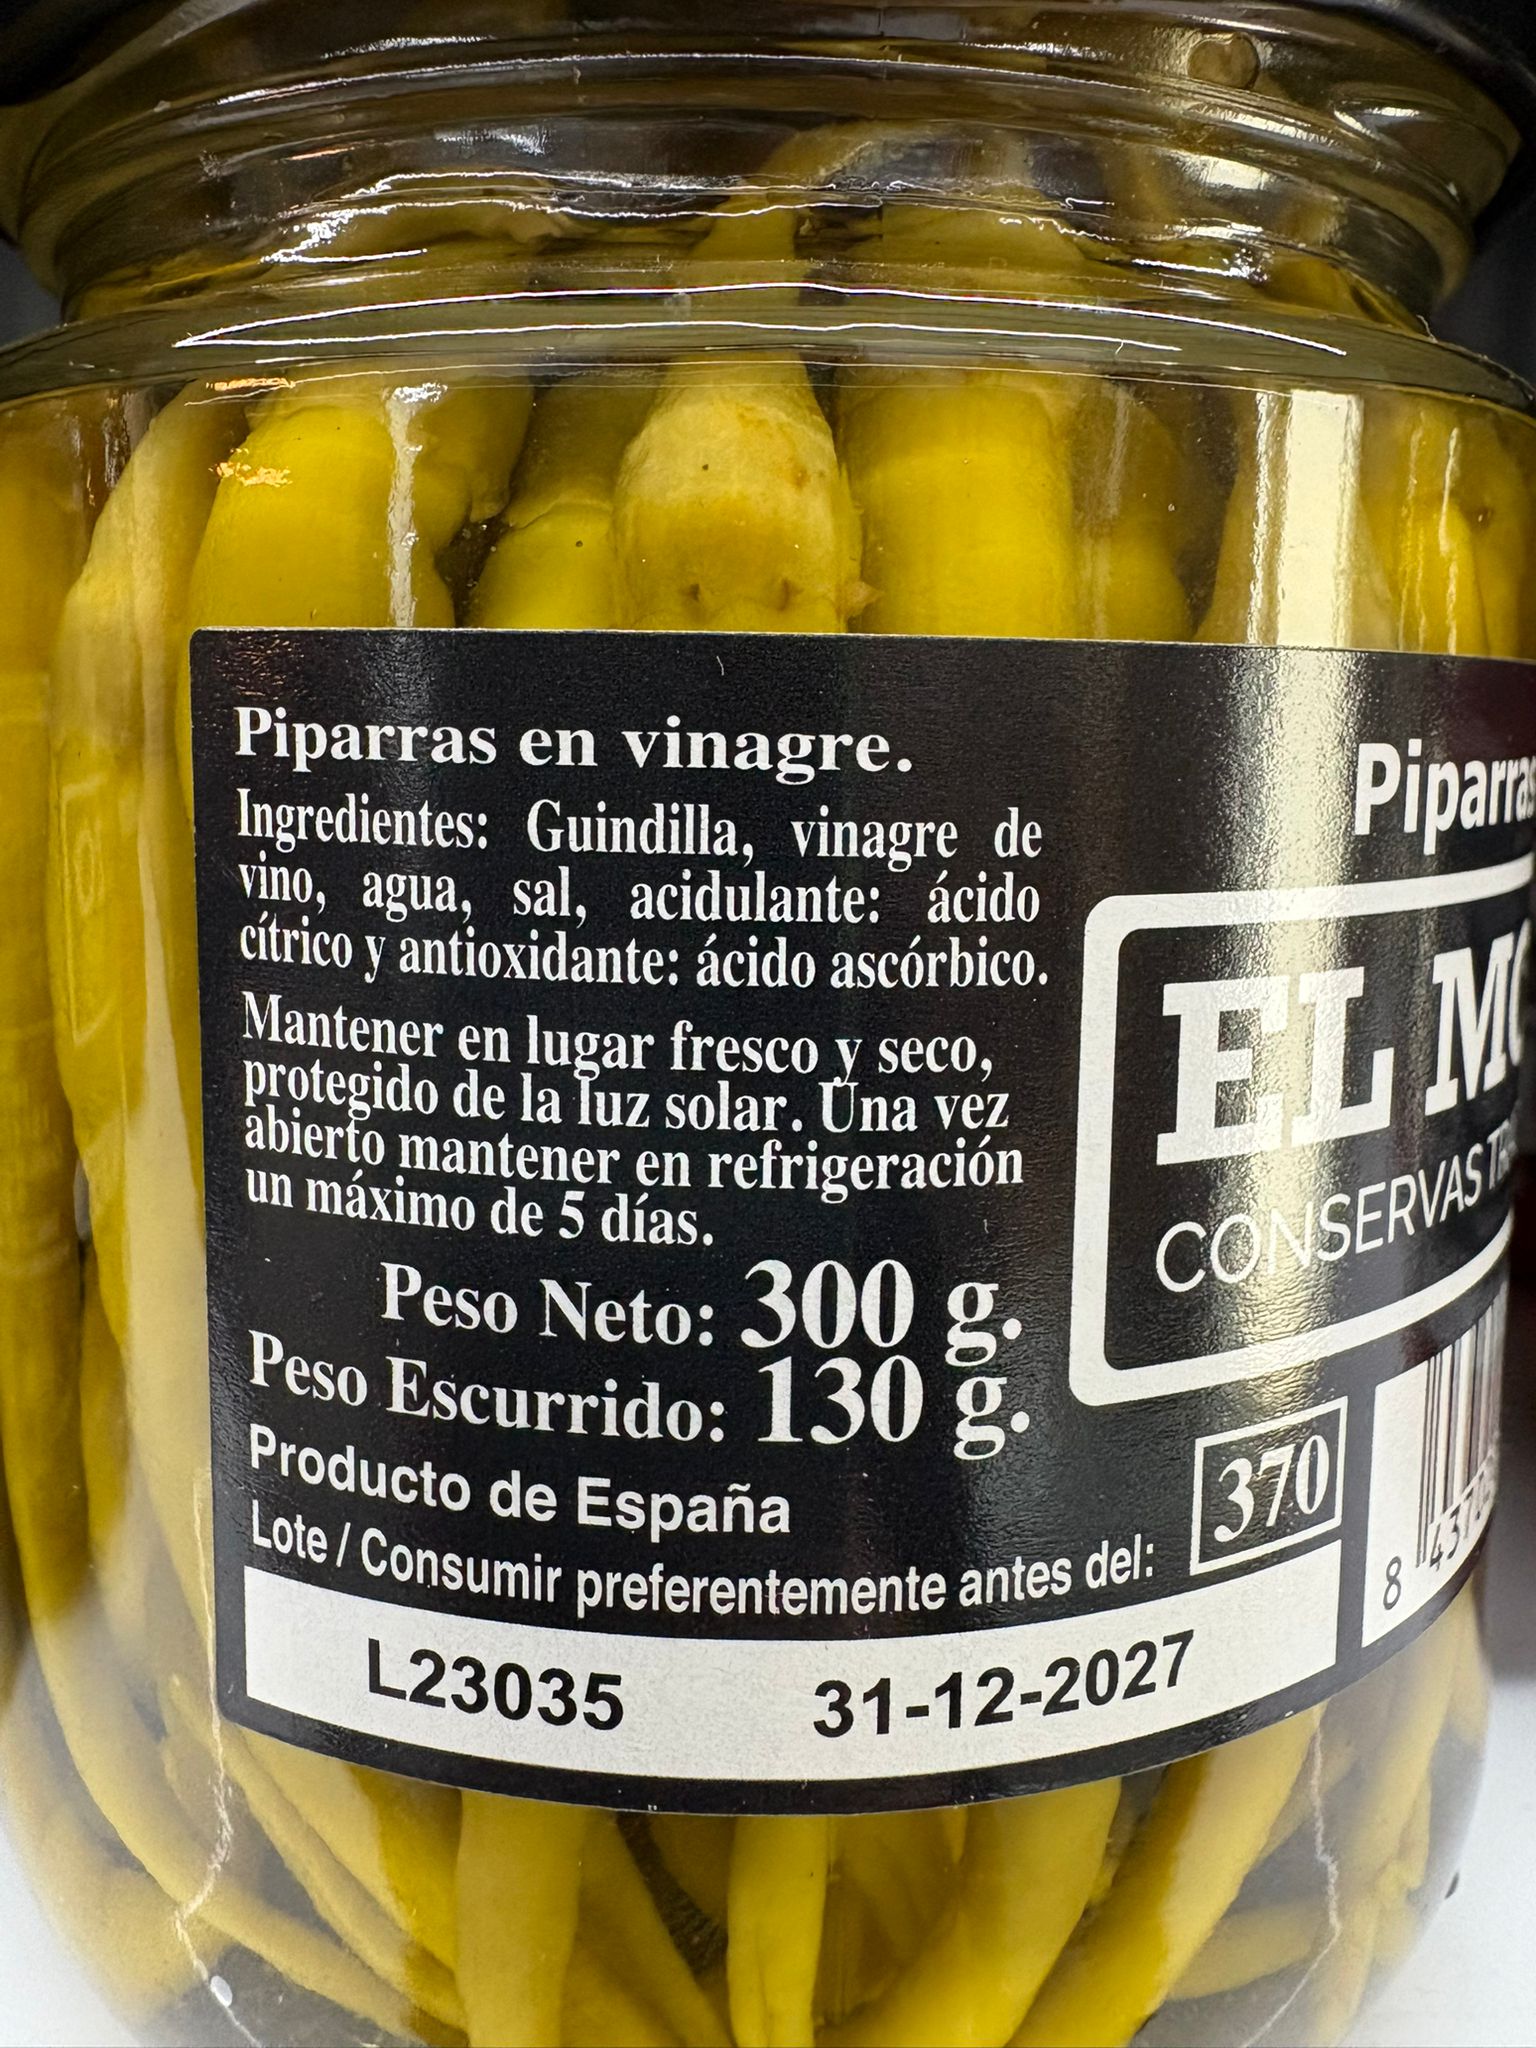 Piparras en vinagre.
Ingredientes: Guindilla, vinagre de
vino, agua, sal, acidulante: ácido
cítrico y antioxidante: ácido ascórbico.
Mantener en lugar fresco y seco,
protegido de la luz solar. Una vez
abierto mantener en refrigeración
un máximo de 5 días.
Peso Neto: 300 g.
Peso Escurrido: 130 g.
Producto de España
Lote / Consumir preferentemente antes del:
L23035 31-12-2027
370
Piparras
EL
CONSERVAS
8